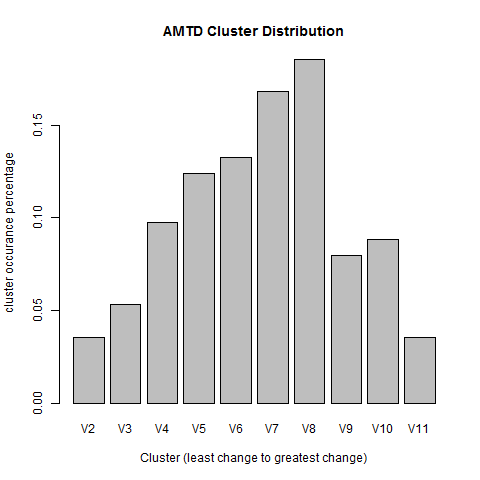 AMTD Cluster Distribution
cluster occurance percentage
0.15
0.10
0.05
0.00
V2 V3 V4 V5 V6 V7 V8 V9 V10 V11
Cluster (least change to greatest change)